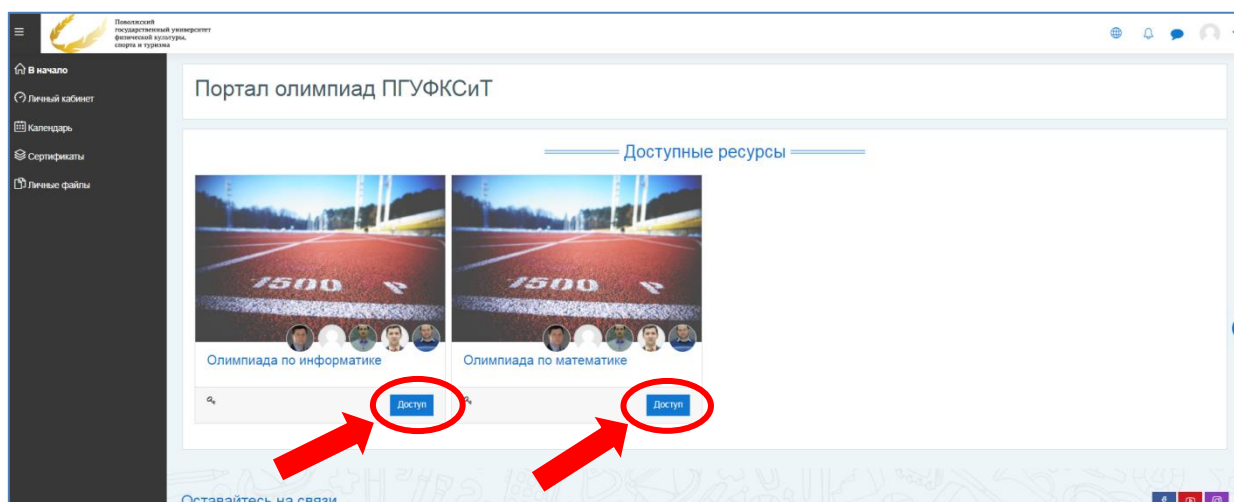 Поволжский
государственный университет
физической культуры,
спорта и туризма
В начало
Личный кабинет
Календарь
Сертификаты
Личные файлы
Портал олимпиад ПГУФКСиТ
Доступные ресурсы
1500 P
1500 P
Олимпиада по информатике
Олимпиада по математике
Доступ
Доступ
Оставайтесь на связи